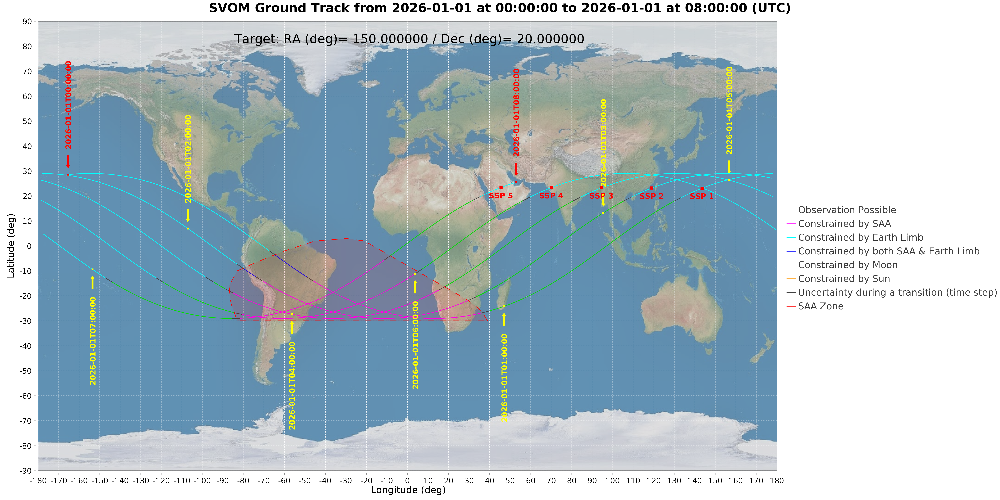 SVOM Ground Track from 2026-01-01 at 00:00:00 to 2026-01-01 at 08:00:00 (UTC)
Target: RA (deg)= 150.000000 / Dec (deg)= 20.000000
Latitude (deg)
90
80
70
60
50
40
30
20
10
0
-10
-20
-30
-40
-50
-60
-70
-80
-90
2026-01-01T00:00:00
2026-01-01T02:00:00
2026-01-01T08:00:00
2026-01-01T03:00:00
2026-01-01T05:00:00
SSP 5
SSP 4
SSP 3
SSP 2
SSP 1
2026-01-01T07:00:00
2026-01-01T04:00:00
2026-01-01T06:00:00
2026-01-01T01:00:00
-180 -170 -160 -150 -140 -130 -120 -110 -100 -90 -80 -70 -60 -50 -40 -30 -20 -10 0 10 20 30 40 50 60 70 80 90 100 110 120 130 140 150 160 170 180
Longitude (deg)
Observation Possible
Constrained by SAA
Constrained by Earth Limb
Constrained by both SAA & Earth Limb
Constrained by Moon
Constrained by Sun
Uncertainty during a transition (time step)
SAA Zone